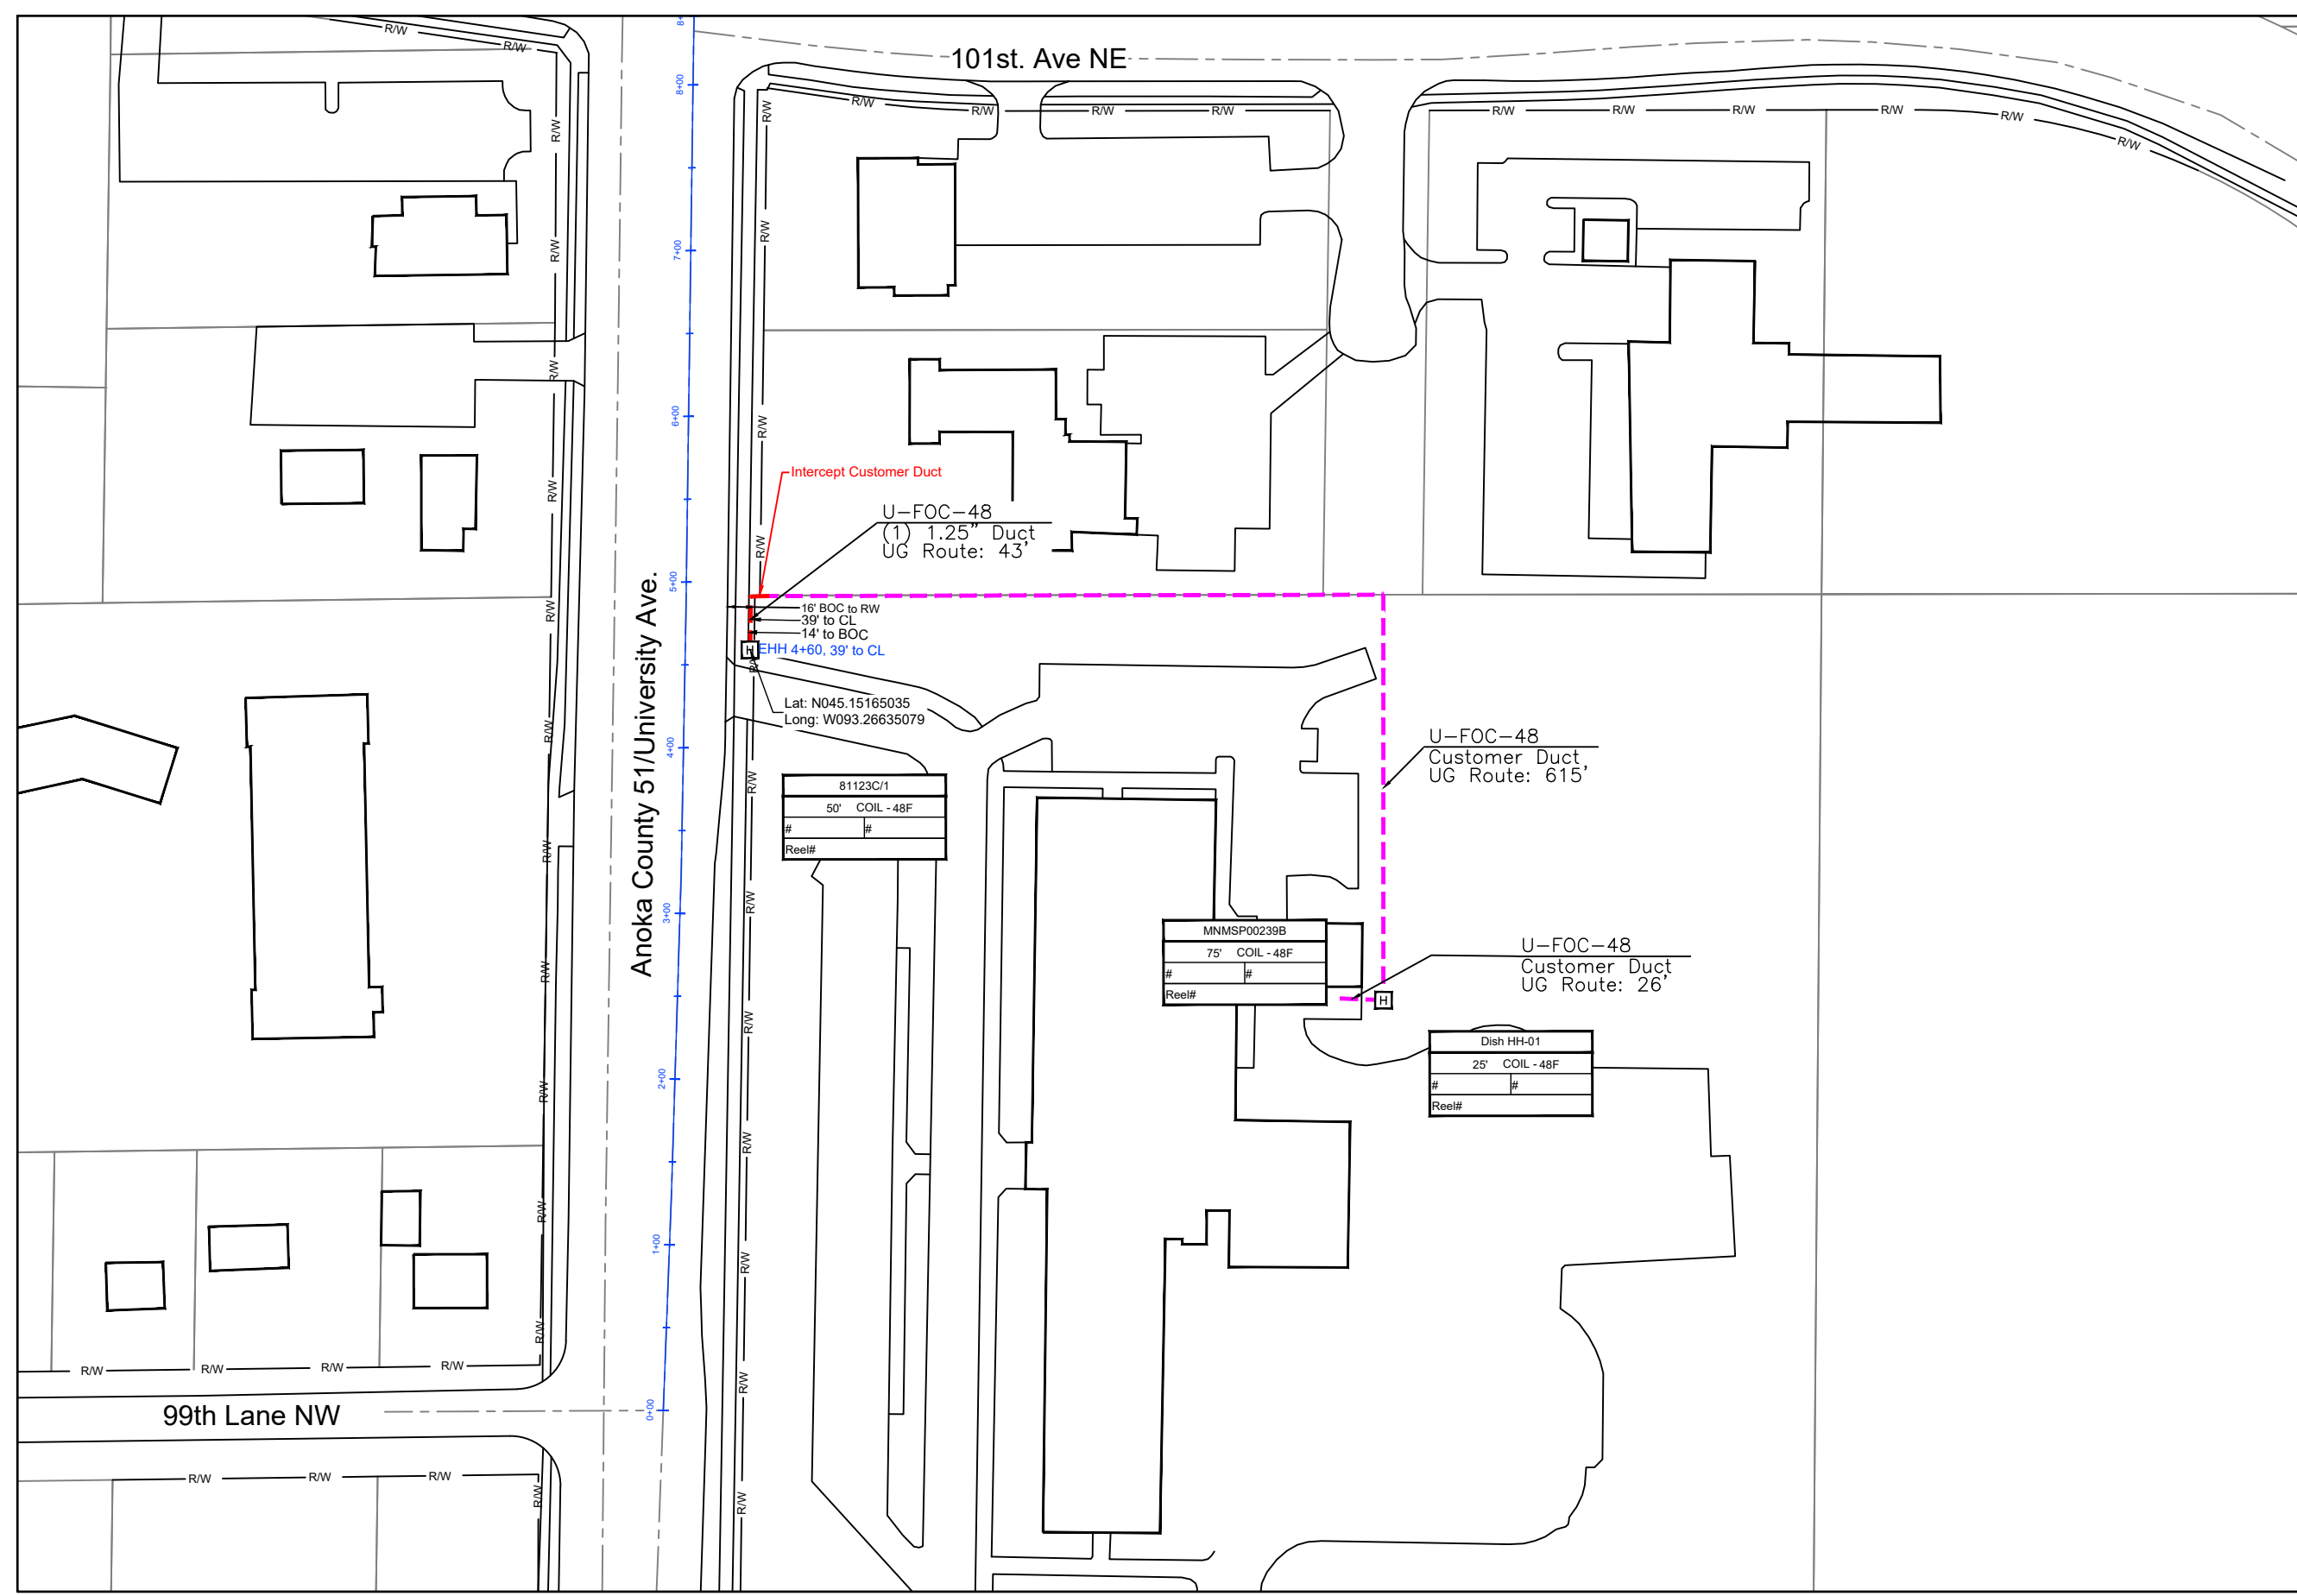 101st. Ave NE
R/W R/W
R/W R/W R/W R/W
R/W R/W R/W R/W R/W R/W
R/W R/W R/W R/W R/W
R/W R/W R/W R/W R/W R/W R/W R/W R/W
R/W R/W R/W R/W
R/W R/W R/W R/W R/W R/W R/W R/W R/W
8+00
7+00
6+00
5+00
4+00
3+00
2+00
1+00
0+00
Intercept Customer Duct
U-FOC-48
(1) 1.25" Duct
UG Route: 43'
16' BOC to RW
39' to CL
14' to BOC
H
EHH 4+60, 39' to CL
Lat: N045.15165035
Long: W093.26635079
Anoka County 51/University Ave.
U-FOC-48
Customer Duct
UG Route: 615'
81123C/1
50' COIL - 48F
# #
Reel#
MNMSP00239B
75' COIL - 48F
# #
Reel#
U-FOC-48
Customer Duct
UG Route: 26'
H
Dish HH-01
25' COIL - 48F
# #
Reel#
R/W R/W R/W R/W
99th Lane NW
R/W R/W R/W R/W